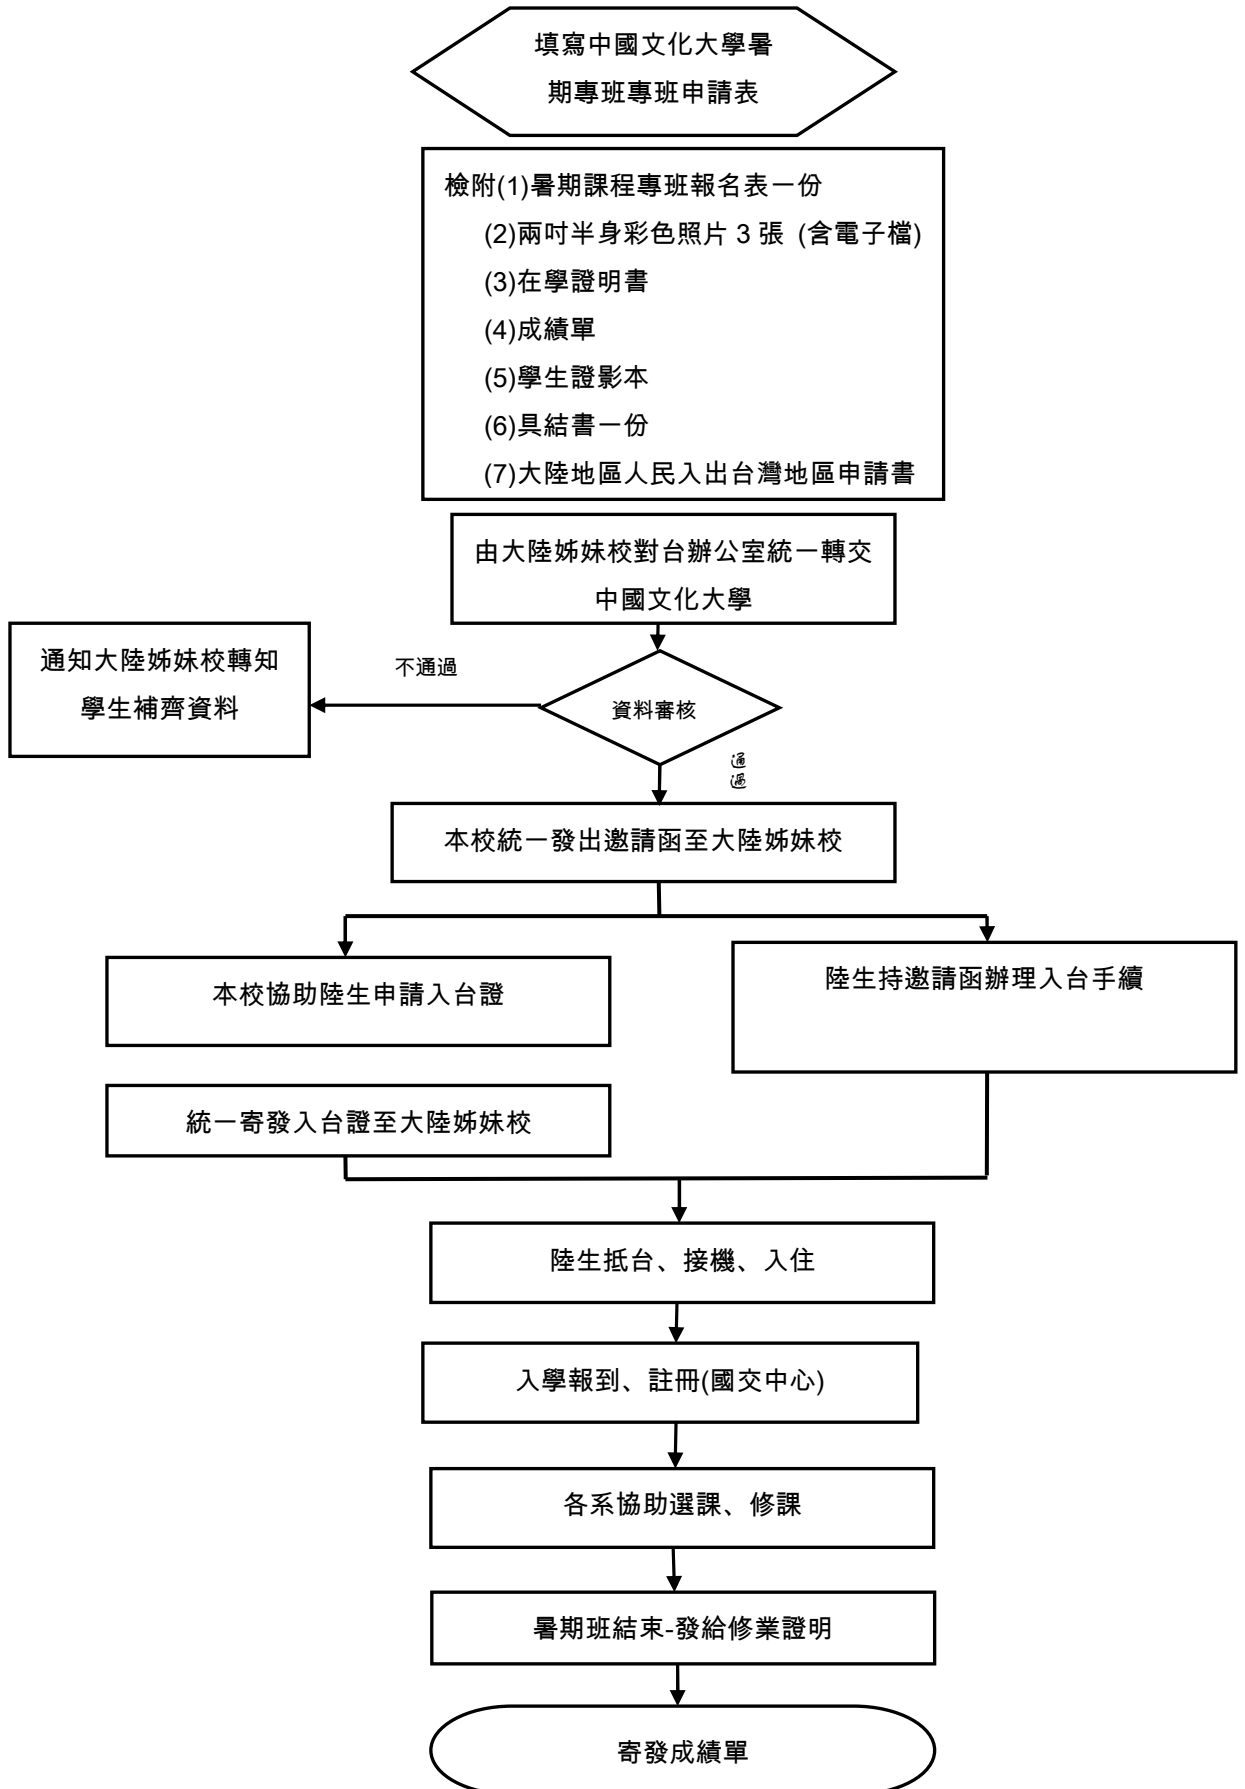 填寫中國文化大學暑
期專班專班申請表
檢附(1)暑期課程專班報名表一份
(2)兩吋半身彩色照片 3 張 (含電子檔)
(3)在學證明書
(4)成績單
(5)學生證影本
(6)具結書一份
(7)大陸地區人民入出台灣地區申請書
由大陸姊妹校對台辦公室統一轉交
中國文化大學
通知大陸姊妹校轉知
學生補齊資料
不通過
資料審核
通
過
本校統一發出邀請函至大陸姊妹校
本校協助陸生申請入台證
陸生持邀請函辦理入台手續
統一寄發入台證至大陸姊妹校
陸生抵台、接機、入住
入學報到、註冊(國交中心)
各系協助選課、修課
暑期班結束-發給修業證明
寄發成績單